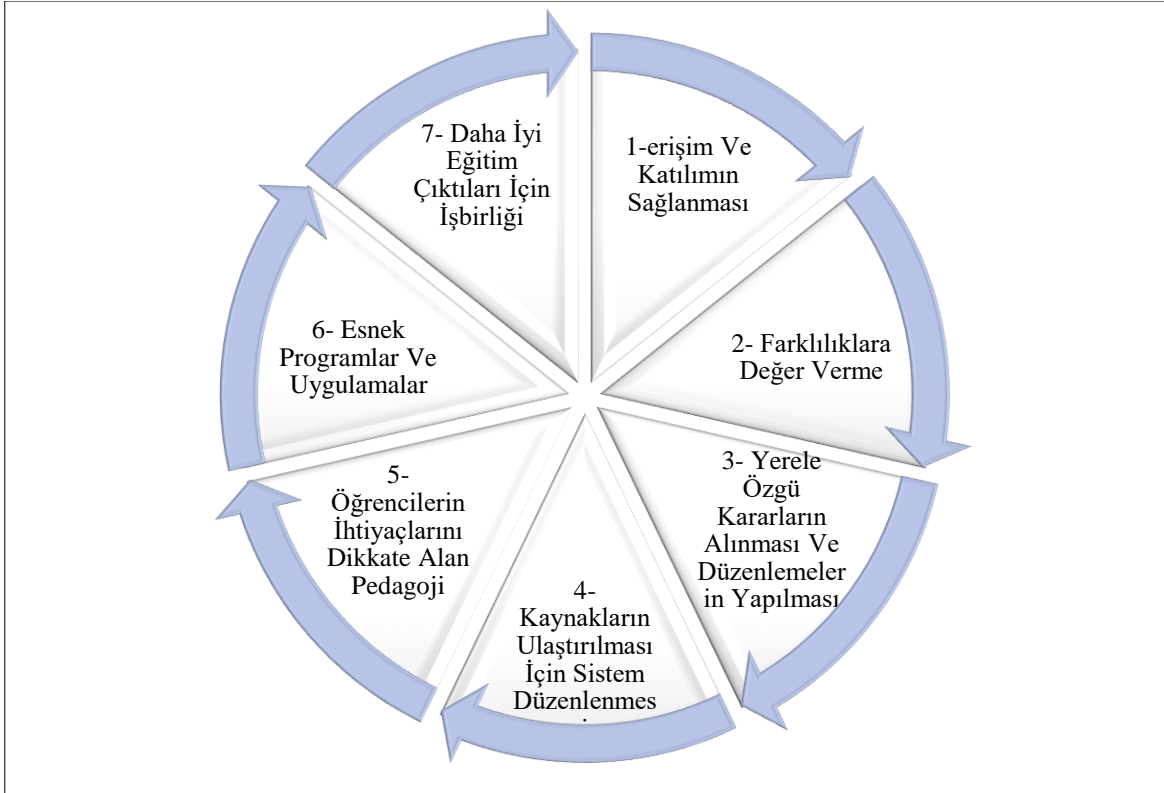 1-erişim Ve
Katılımın
Sağlanması
2- Farklılıklara
Değer Verme
3- Yerele
Özgü
Kararların
Alınması Ve
Düzenlemeler
in Yapılması
4-
Kaynakların
Ulaştırılması
İçin Sistem
Düzenlenmes
i
5-
Öğrencilerin
İhtiyaçlarını
Dikkate Alan
Pedagoji
6- Esnek
Programlar Ve
Uygulamalar
7- Daha İyi
Eğitim
Çıktıları İçin
İşbirliği